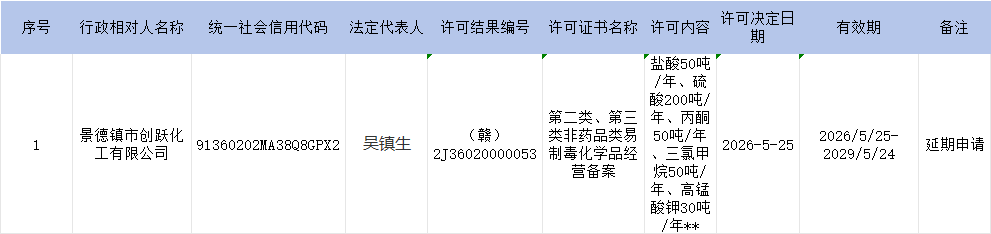 序号
行政相对人名称
统一社会信用代码
法定代表人
许可结果编号
许可证书名称
许可内容
许可决定日
期
有效期
备注
1
景德镇市创跃化
工有限公司
91360202MA38Q8GPX2
吴镇生
（赣）
2J36020000053
第二类、第三
类非药品类易
制毒化学品经
营备案
盐酸50吨
/年、硫
酸200吨/
年、丙酮
50吨/年
、三氯甲
烷50吨/
年、高锰
酸钾30吨
/年**
2026-5-25
2026/5/25-
2029/5/24
延期申请